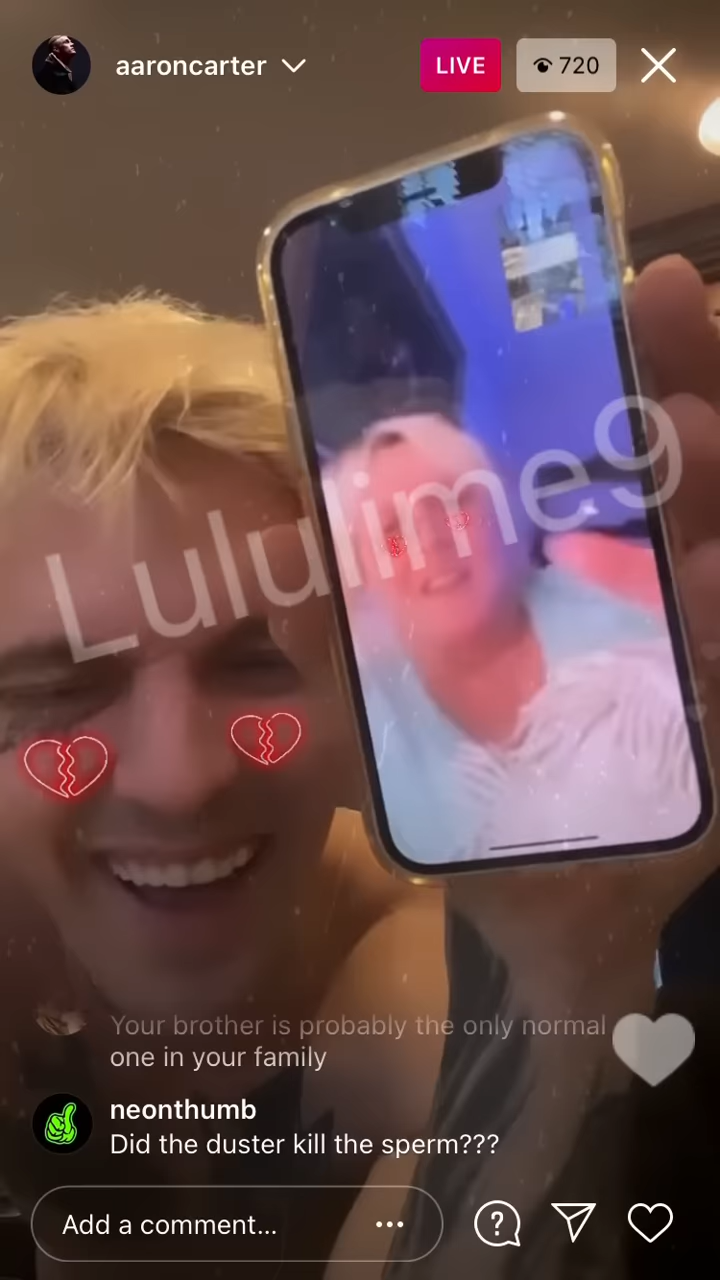 aaroncarter
LIVE
720
Lululime9
Your brother is probably the only normal
one in your family
neonthumb
Did the duster kill the sperm???
Add a comment...